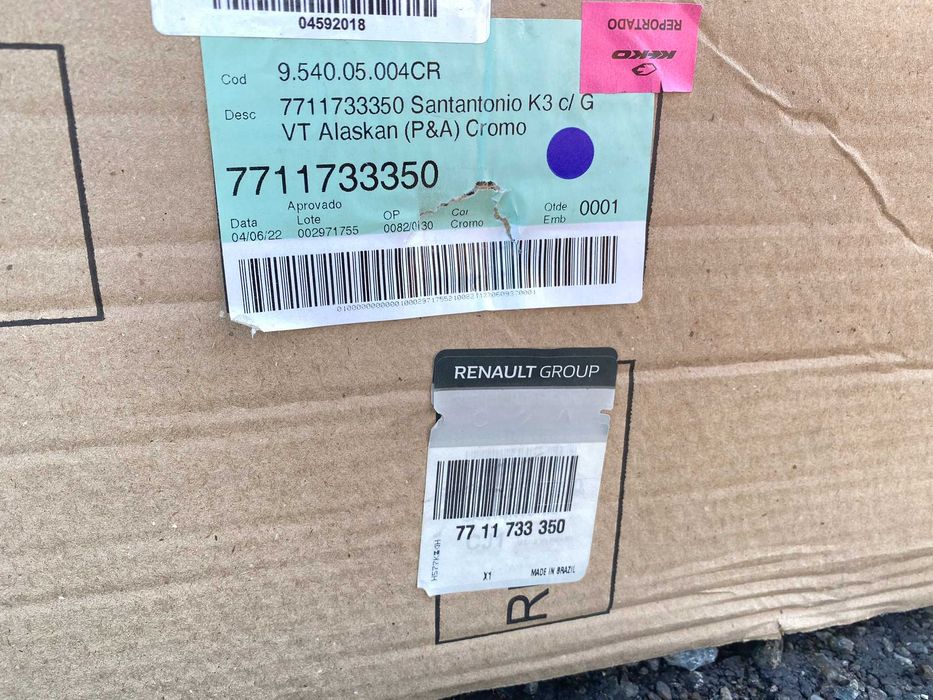 04592018
REPORTADO
KEKO
Cod 9.540.05.004CR
Desc 7711733350 Santantonio K3 c/ G
VT Alaskan (P&A) Cromo
7711733350
Aprovado
Data Lote OP Cor Qtde Emb 0001
04/06/22 002971755 Cromo
RENAULT GROUP
77 11 733 350
X1 MADE IN BRAZIL
R